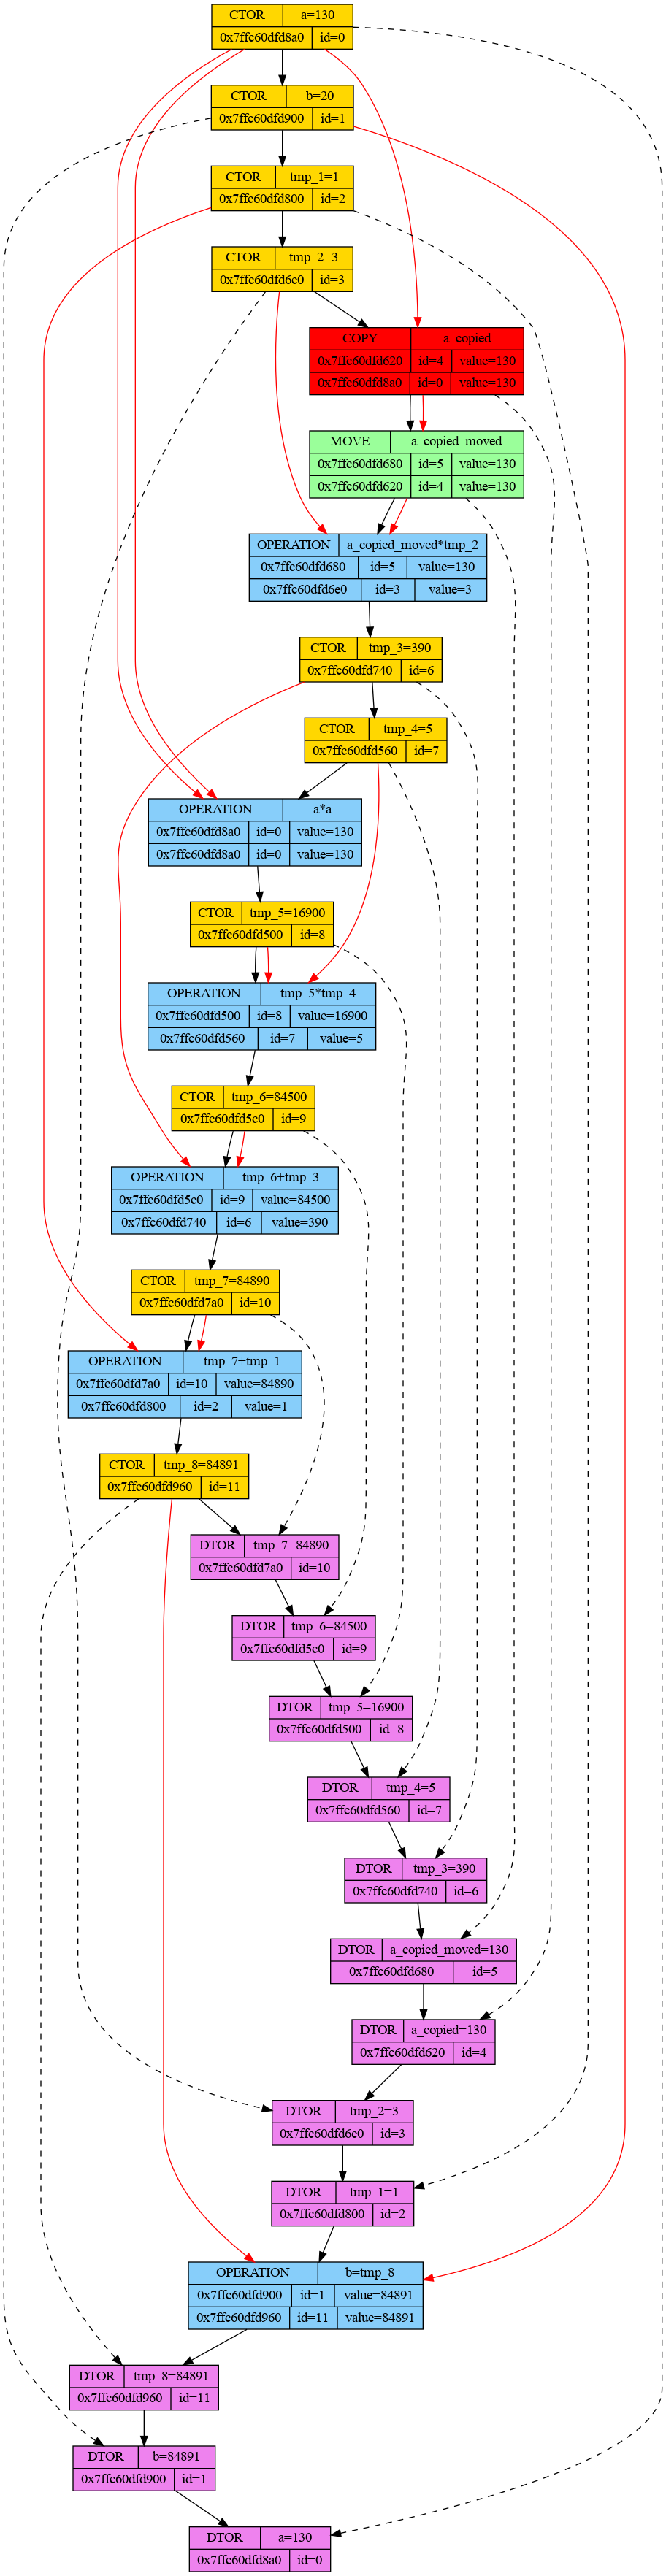 CTOR a=130
0x7ffc60dfd8a0 id=0
CTOR b=20
0x7ffc60dfd900 id=1
CTOR tmp_1=1
0x7ffc60dfd800 id=2
CTOR tmp_2=3
0x7ffc60dfd6e0 id=3
COPY a_copied
0x7ffc60dfd620 id=4 value=130
0x7ffc60dfd8a0 id=0 value=130
MOVE a_copied_moved
0x7ffc60dfd680 id=5 value=130
0x7ffc60dfd620 id=4 value=130
OPERATION a_copied_moved*tmp_2
0x7ffc60dfd680 id=5 value=130
0x7ffc60dfd6e0 id=3 value=3
CTOR tmp_3=390
0x7ffc60dfd740 id=6
CTOR tmp_4=5
0x7ffc60dfd560 id=7
OPERATION a*a
0x7ffc60dfd8a0 id=0 value=130
0x7ffc60dfd8a0 id=0 value=130
CTOR tmp_5=16900
0x7ffc60dfd500 id=8
OPERATION tmp_5*tmp_4
0x7ffc60dfd500 id=8 value=16900
0x7ffc60dfd560 id=7 value=5
CTOR tmp_6=84500
0x7ffc60dfd5c0 id=9
OPERATION tmp_6+tmp_3
0x7ffc60dfd5c0 id=9 value=84500
0x7ffc60dfd740 id=6 value=390
CTOR tmp_7=84890
0x7ffc60dfd7a0 id=10
OPERATION tmp_7+tmp_1
0x7ffc60dfd7a0 id=10 value=84890
0x7ffc60dfd800 id=2 value=1
CTOR tmp_8=84891
0x7ffc60dfd960 id=11
DTOR tmp_7=84890
0x7ffc60dfd7a0 id=10
DTOR tmp_6=84500
0x7ffc60dfd5c0 id=9
DTOR tmp_5=16900
0x7ffc60dfd500 id=8
DTOR tmp_4=5
0x7ffc60dfd560 id=7
DTOR tmp_3=390
0x7ffc60dfd740 id=6
DTOR a_copied_moved=130
0x7ffc60dfd680 id=5
DTOR a_copied=130
0x7ffc60dfd620 id=4
DTOR tmp_2=3
0x7ffc60dfd6e0 id=3
DTOR tmp_1=1
0x7ffc60dfd800 id=2
OPERATION b=tmp_8
0x7ffc60dfd900 id=1 value=84891
0x7ffc60dfd960 id=11 value=84891
DTOR tmp_8=84891
0x7ffc60dfd960 id=11
DTOR b=84891
0x7ffc60dfd900 id=1
DTOR a=130
0x7ffc60dfd8a0 id=0